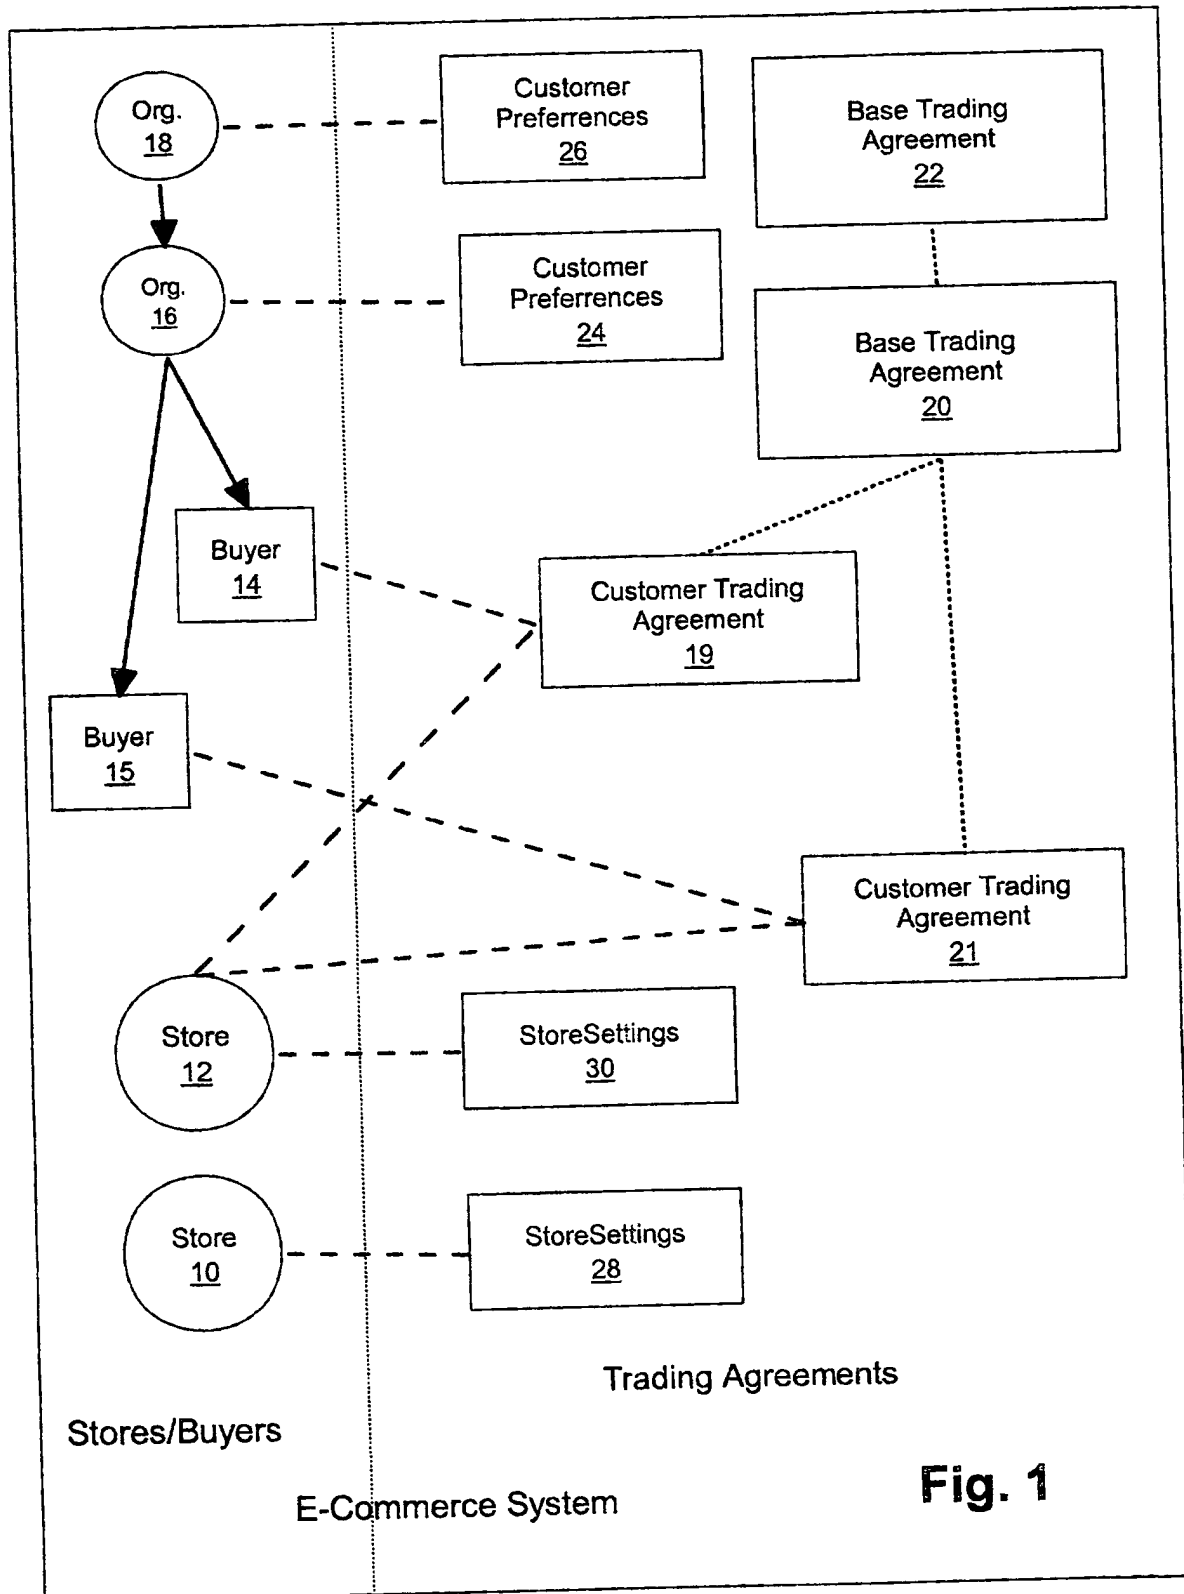 Org.
18
Customer
Preferrences
26
Base Trading
Agreement
22
Org.
16
Customer
Preferrences
24
Base Trading
Agreement
20
Buyer
14
Customer Trading
Agreement
19
Buyer
15
Customer Trading
Agreement
21
Store
12
StoreSettings
30
Store
10
StoreSettings
28
Trading Agreements
Stores/Buyers
E-Commerce System
Fig. 1